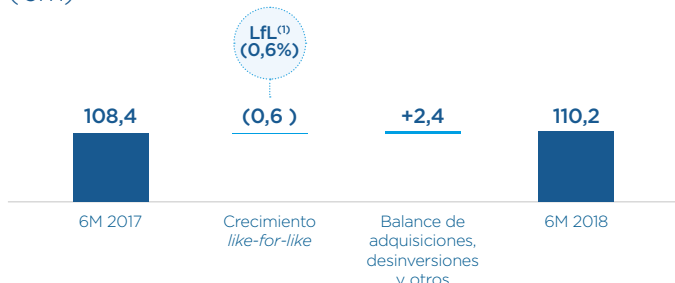 LfL(1)
(0,6%)
108,4
(0,6 )
+2,4
110,2
6M 2017
Crecimiento
like-for-like
Balance de
adquisiciones,
desinversiones
y otros
6M 2018